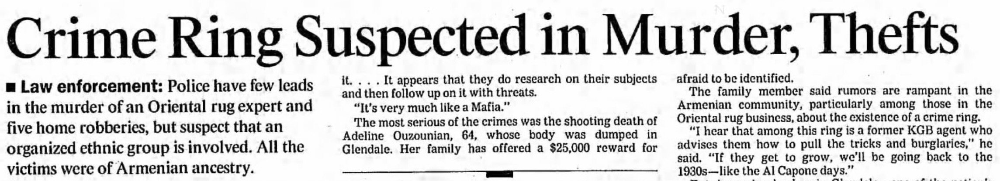 Crime Ring Suspected in Murder, Thefts
■ Law enforcement: Police have few leads
in the murder of an Oriental rug expert and
five home robberies, but suspect that an
organized ethnic group is involved. All the
victims were of Armenian ancestry.
it. . . . It appears that they do research on their subjects
and then follow up on it with threats.
"It's very much like a Mafia."
The most serious of the crimes was the shooting death of
Adeline Ouzounian, 64, whose body was dumped in
Glendale. Her family has offered a $25,000 reward for
afraid to be identified.
The family member said rumors are rampant in the
Armenian community, particularly among those in the
Oriental rug business, about the existence of a crime ring.
"I hear that among this ring is a former KGB agent who
advises them how to pull the tricks and burglaries," he
said. "If they get to grow, we'll be going back to the
1930s—like the Al Capone days."